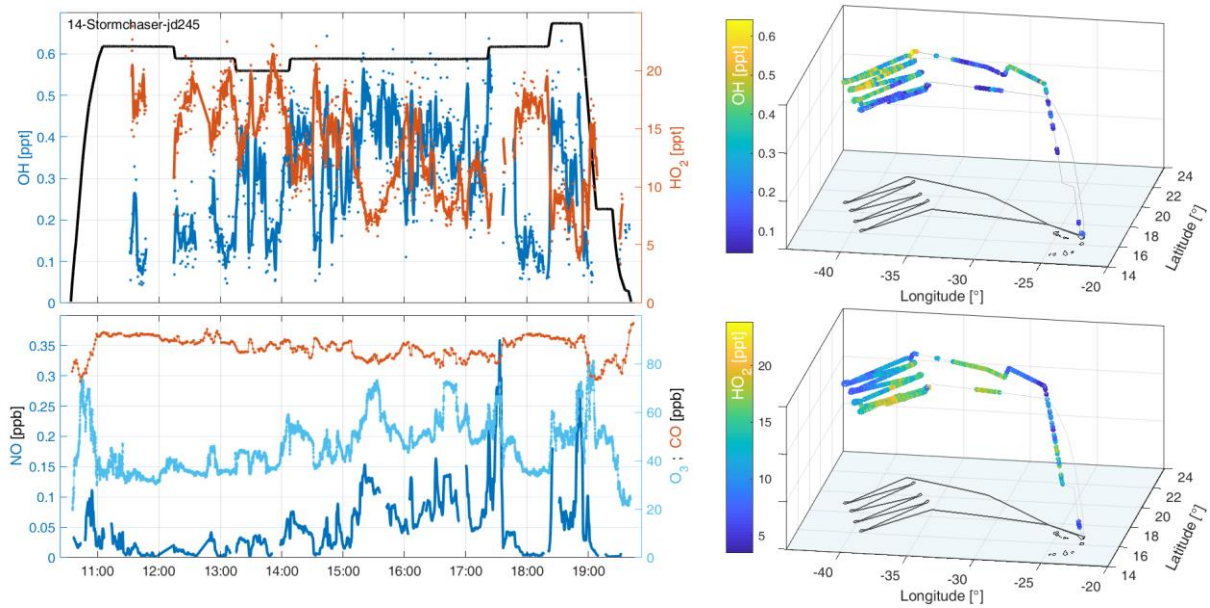 14-Stormchaser-jd245
OH [ppt]
0.6
0.5
0.4
0.3
0.2
0.1
0
HO2 [ppt]
20
15
10
5
0
NO [ppb]
0.35
0.3
0.25
0.2
0.15
0.1
0.05
0
O3 ; CO [ppb]
80
60
40
20
0
11:00 12:00 13:00 14:00 15:00 16:00 17:00 18:00 19:00
OH [ppt]
0.6
0.5
0.4
0.3
0.2
0.1
-40 -35 -30 -25 -20
Longitude [°]
14 16 18 20 22 24
Latitude [°]
HO2 [ppt]
20
15
10
5
-40 -35 -30 -25 -20
Longitude [°]
14 16 18 20 22 24
Latitude [°]